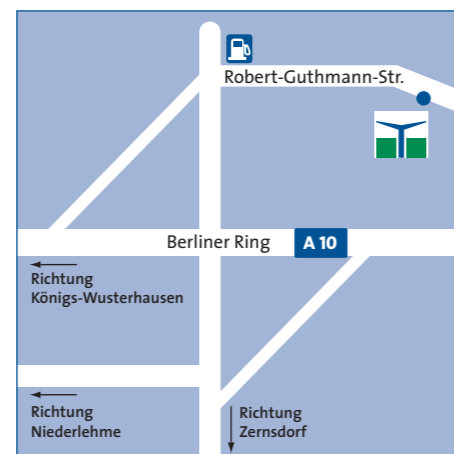 Robert-Guthmann-Str.
Berliner Ring
A 10
Richtung
Königs-Wusterhausen
Richtung
Niederlehme
Richtung
Zernsdorf